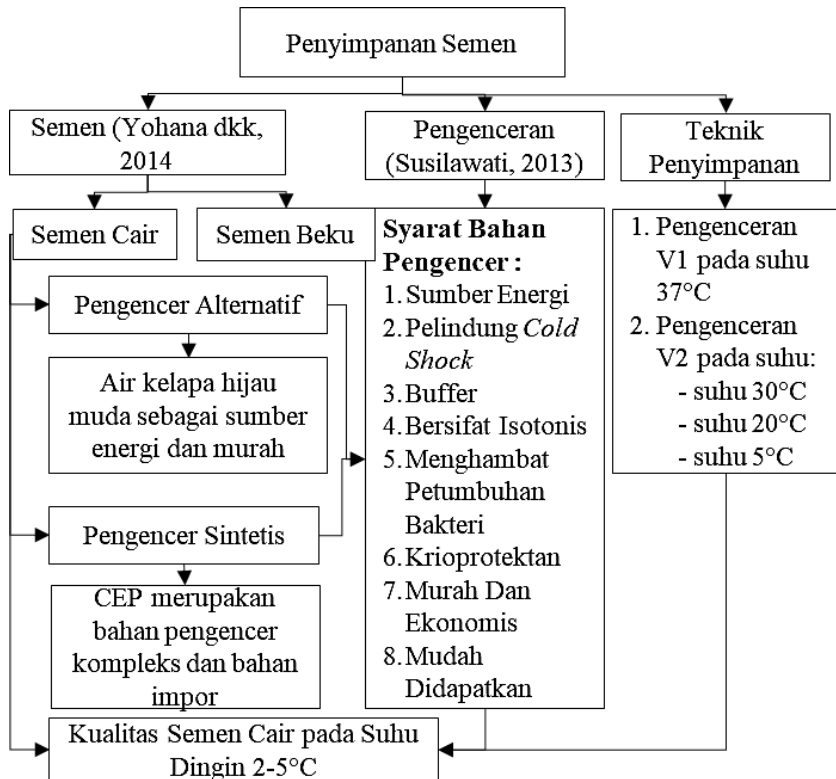 Penyimpanan Semen
Semen (Yohana dkk,
2014
Pengenceran
(Susilawati, 2013)
Teknik
Penyimpanan
Semen Cair
Semen Beku
Pengencer Alternatif
Air kelapa hijau
muda sebagai sumber
energi dan murah
Pengencer Sintetis
CEP merupakan
bahan pengencer
kompleks dan bahan
impor
Syarat Bahan
Pengencer :
1. Sumber Energi
2. Pelindung Cold
Shock
3. Buffer
4. Bersifat Isotonis
5. Menghambat
Petumbuhan
Bakteri
6. Krioprotektan
7. Murah Dan
Ekonomis
8. Mudah
Didapatkan
1. Pengenceran
V1 pada suhu
37°C
2. Pengenceran
V2 pada suhu:
- suhu 30°C
- suhu 20°C
- suhu 5°C
Kualitas Semen Cair pada Suhu
Dingin 2-5°C